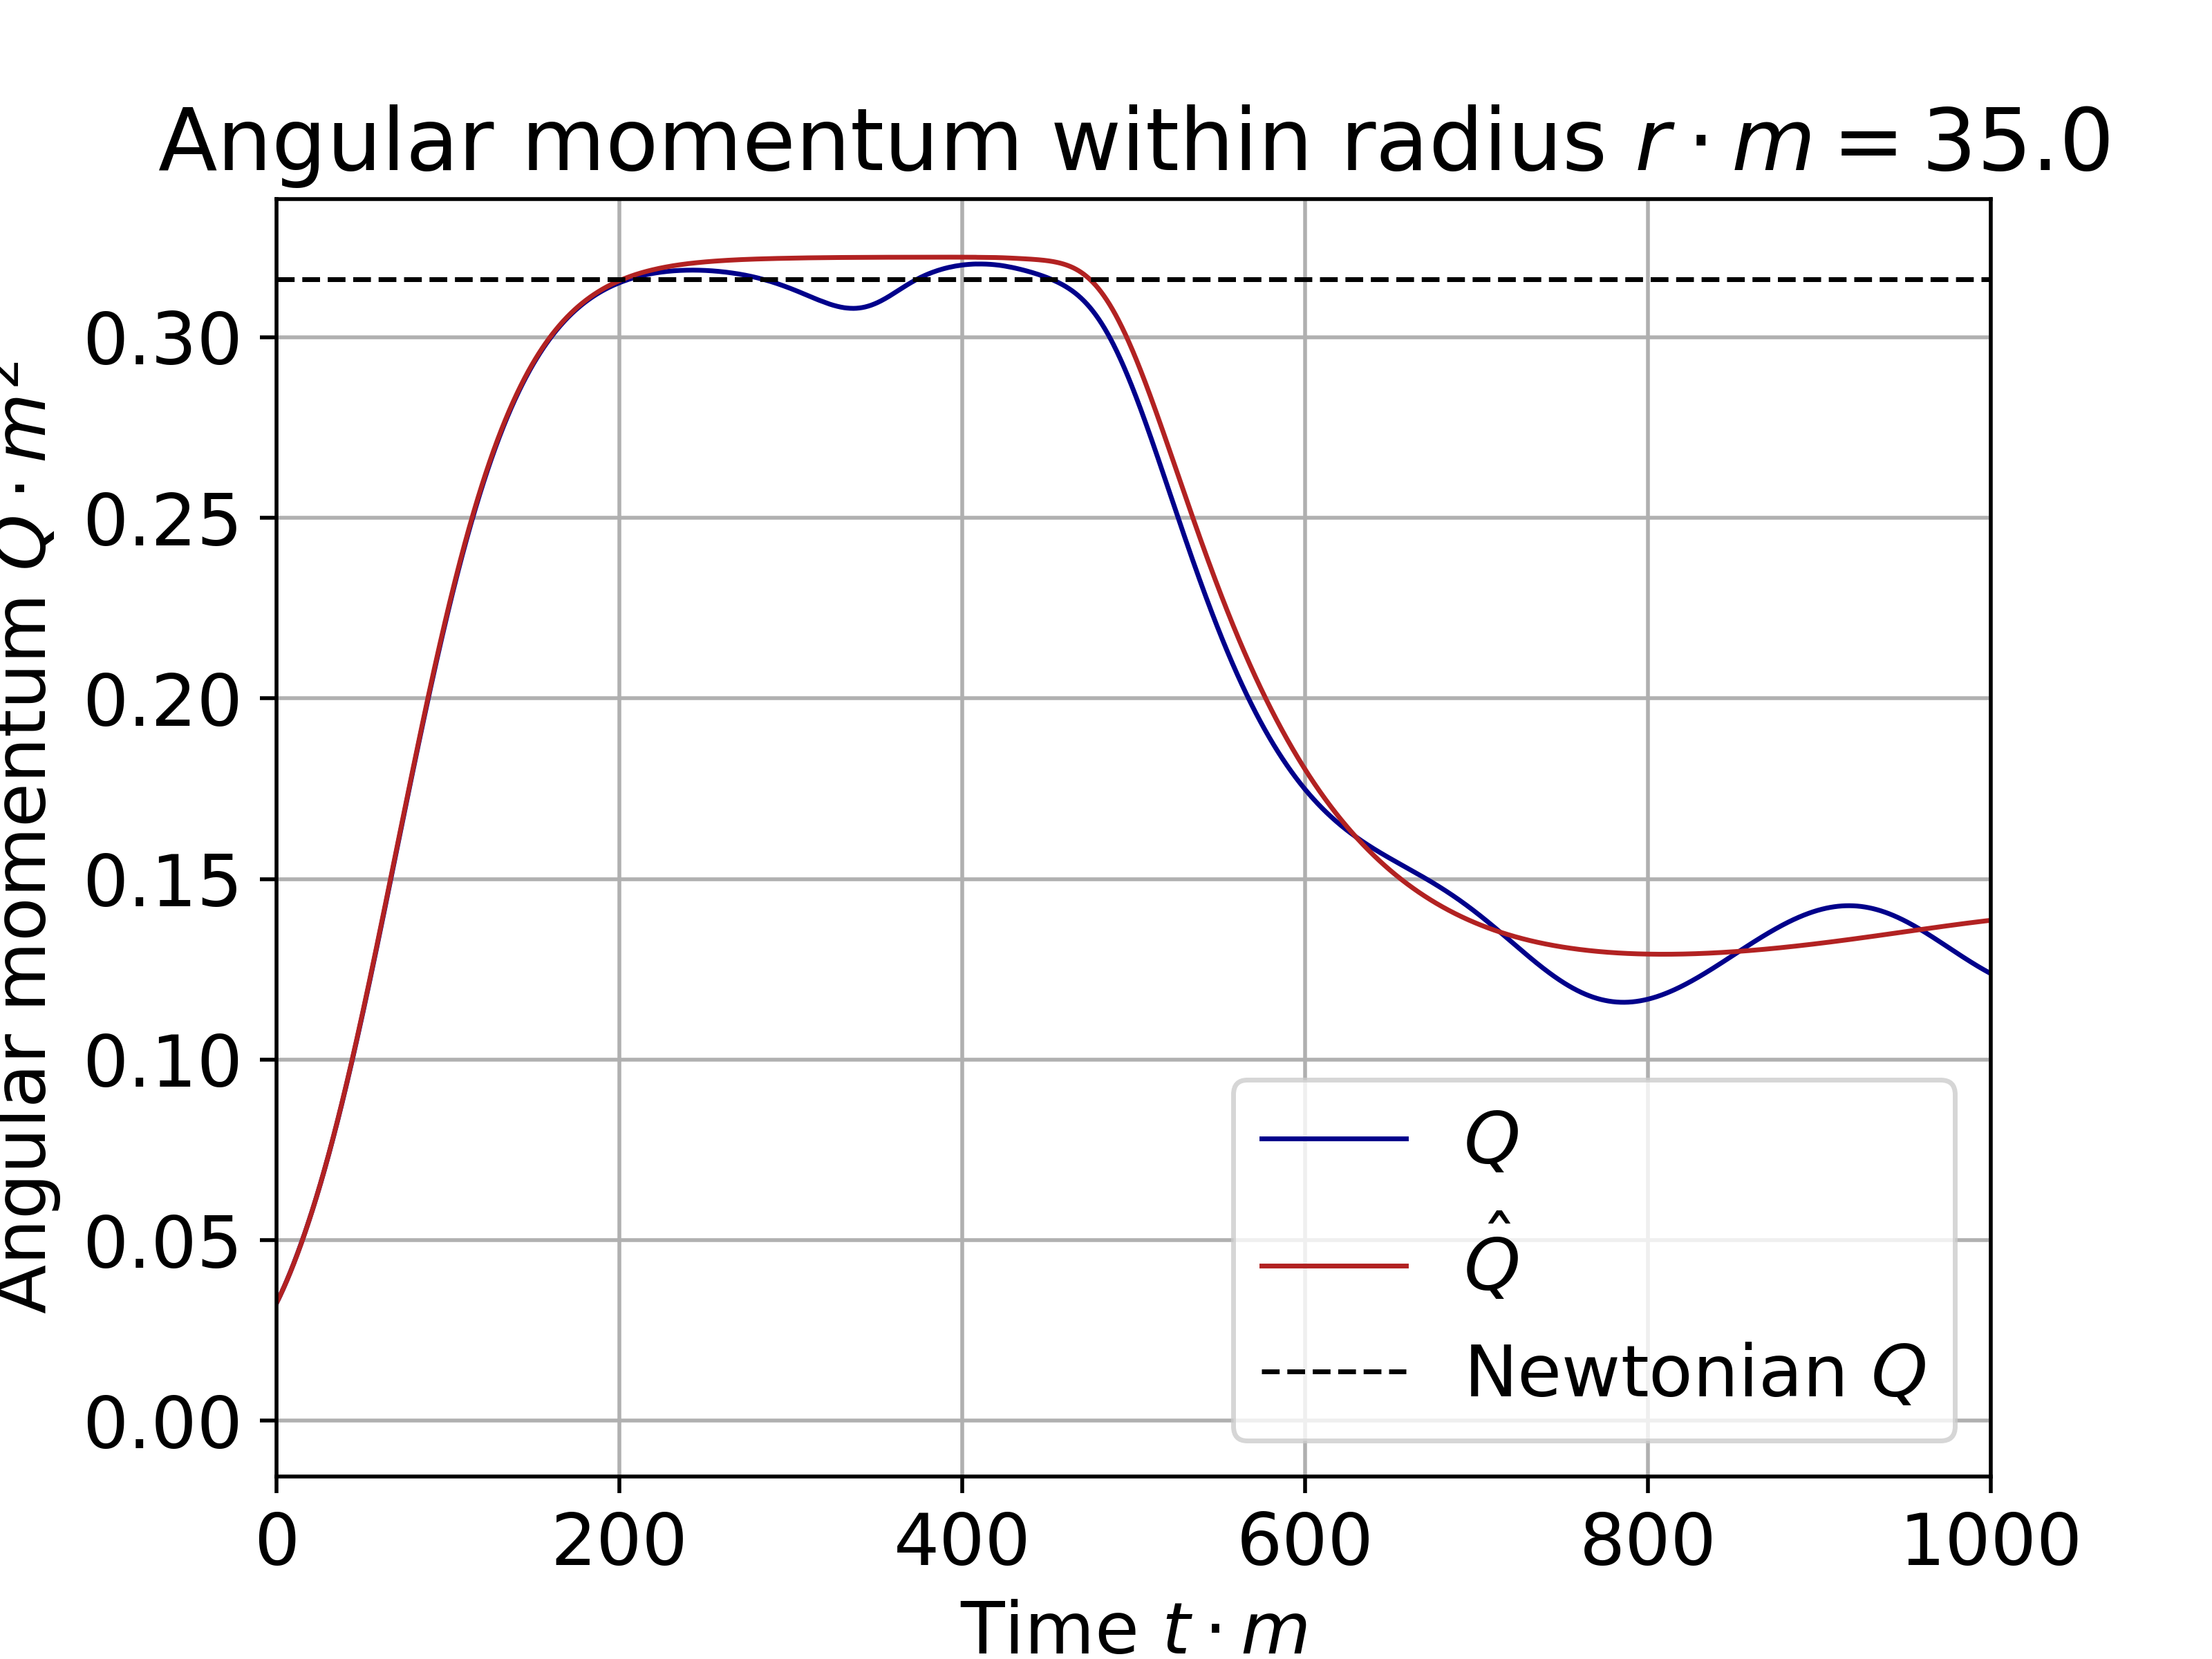 Angular momentum within radius r · m = 35.0
Angular momentum Q · m²
0.30
0.25
0.20
0.15
0.10
0.05
0.00
Q
Q̂
Newtonian Q
0 200 400 600 800 1000
Time t · m